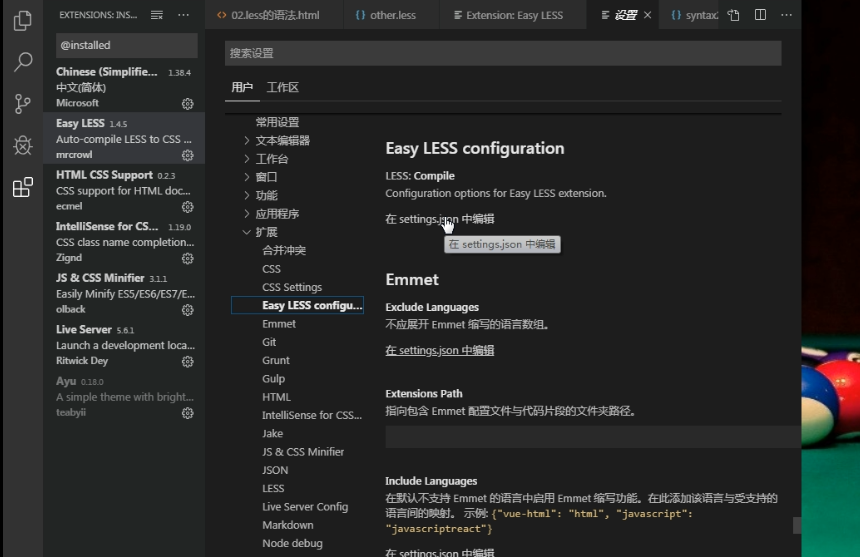 EXTENSIONS: INS...
@installed
Chinese (Simplifie... 1.38.4
中文(简体)
Microsoft
Easy LESS 1.4.5
Auto-compile LESS to CSS ...
mrcrowl
HTML CSS Support 0.2.3
CSS support for HTML doc...
ecmel
IntelliSense for CS... 1.19.0
CSS class name completion...
Zignd
JS & CSS Minifier 3.1.1
Easily Minify ES5/ES6/ES7/E...
olback
Live Server 5.6.1
Launch a development loca...
Ritwick Dey
Ayu 0.18.0
A simple theme with bright...
teabyii
02.less的语法.html
other.less
Extension: Easy LESS
设置
syntax
搜索设置
用户 工作区
常用设置
文本编辑器
工作台
窗口
功能
应用程序
扩展
合并冲突
CSS
CSS Settings
Easy LESS configu...
Emmet
Git
Grunt
Gulp
HTML
IntelliSense for CSS...
Jake
JS & CSS Minifier
JSON
LESS
Live Server Config
Markdown
Node debug
Easy LESS configuration
LESS: Compile
Configuration options for Easy LESS extension.
在 settings.json 中编辑
在 settings.json 中编辑
Emmet
Exclude Languages
不应展开 Emmet 缩写的语言数组。
在 settings.json 中编辑
Extensions Path
指向包含 Emmet 配置文件与代码片段的文件夹路径。
Include Languages
在默认不支持 Emmet 的语言中启用 Emmet 缩写功能。在此添加该语言与受支持的
语言间的映射。 示例: {"vue-html": "html", "javascript":
"javascriptreact"}
在 settings.json 中编辑